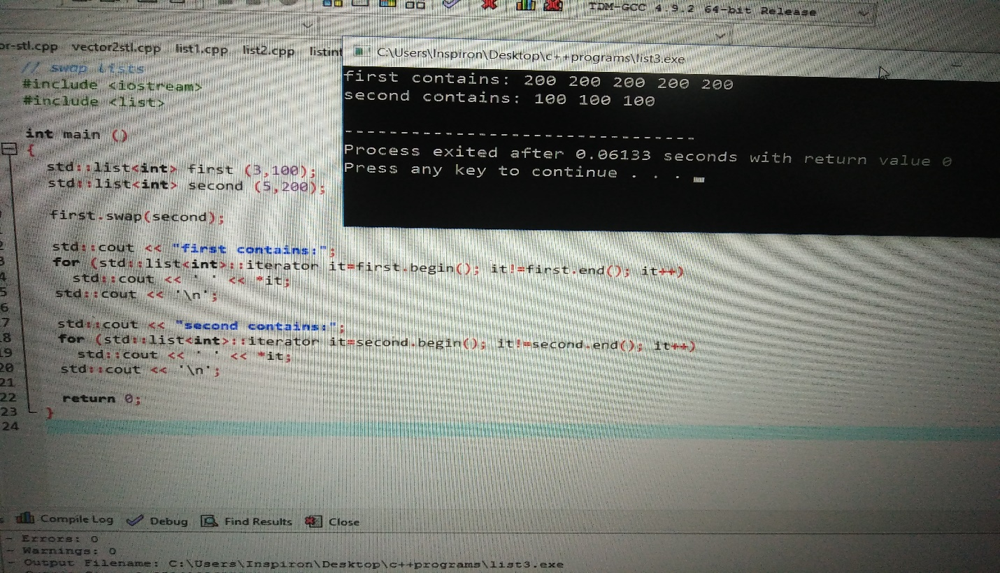 TDM-GCC 4.9.2 64-bit Release
or-stl.cpp vector2stl.cpp list1.cpp list2.cpp listint
C:\Users\Inspiron\Desktop\c++programs\list3.exe
first contains: 200 200 200 200 200
second contains: 100 100 100
--------------------------------
Process exited after 0.06133 seconds with return value 0
Press any key to continue . . .
// swap lists
#include <iostream>
#include <list>
int main ()
{
std::list<int> first (3,100);
std::list<int> second (5,200);
first.swap(second);
std::cout << "first contains:";
for (std::list<int>::iterator it=first.begin(); it!=first.end(); it++)
std::cout << ' ' << *it;
std::cout << '\n';
6
7 std::cout << "second contains:";
18 for (std::list<int>::iterator it=second.begin(); it!=second.end(); it++)
19 std::cout << ' ' << *it;
20 std::cout << '\n';
21
22 return 0;
23 }
24
Compile Log Debug Find Results Close
- Errors: 0
- Warnings: 0
- Output Filename: C:\Users\Inspiron\Desktop\c++programs\list3.exe